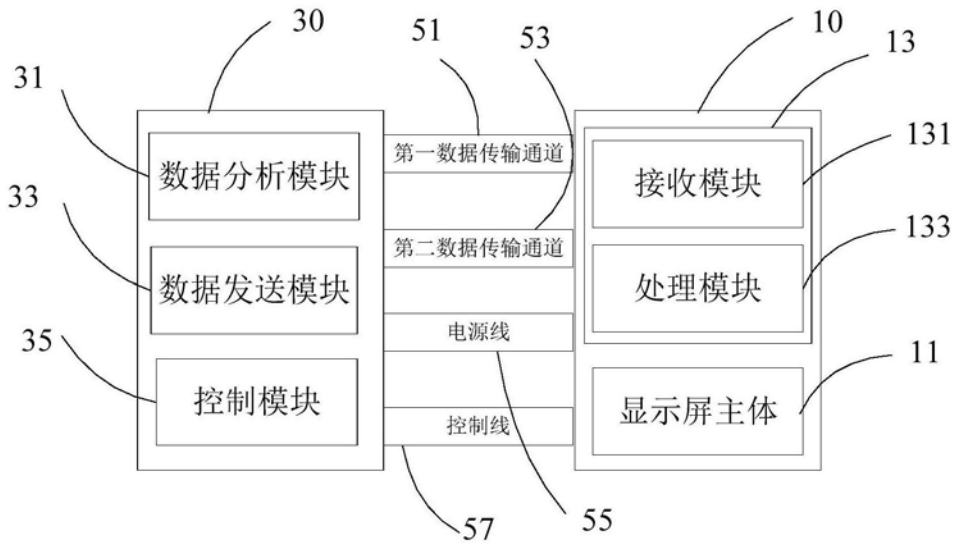 30
51
53
10
13
31
131
第一数据传输通道
数据分析模块
接收模块
33
133
第二数据传输通道
数据发送模块
处理模块
35
电源线
11
控制模块
控制线
显示屏主体
57
55